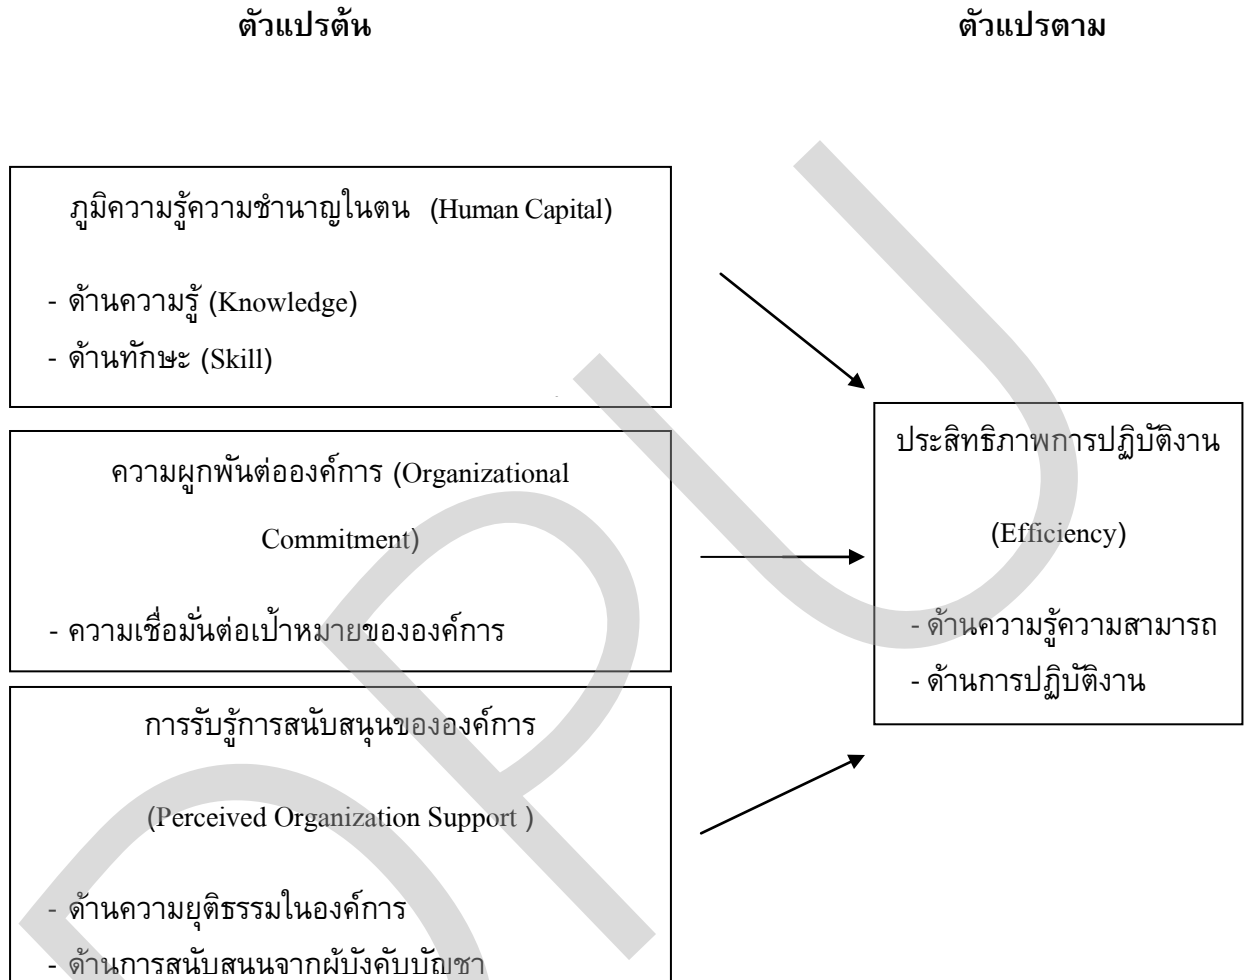 ตัวแปรต้น
ตัวแปรตาม
ภูมิความรู้ความชำนาญในตน (Human Capital)
- ด้านความรู้ (Knowledge)
- ด้านทักษะ (Skill)
ความผูกพันต่อองค์การ (Organizational
Commitment)
- ความเชื่อมั่นต่อเป้าหมายขององค์การ
การรับรู้การสนับสนุนขององค์การ
(Perceived Organization Support )
- ด้านความยุติธรรมในองค์การ
- ด้านการสนับสนุนจากผู้บังคับบัญชา
ประสิทธิภาพการปฏิบัติงาน
(Efficiency)
- ด้านความรู้ความสามารถ
- ด้านการปฏิบัติงาน
DPU